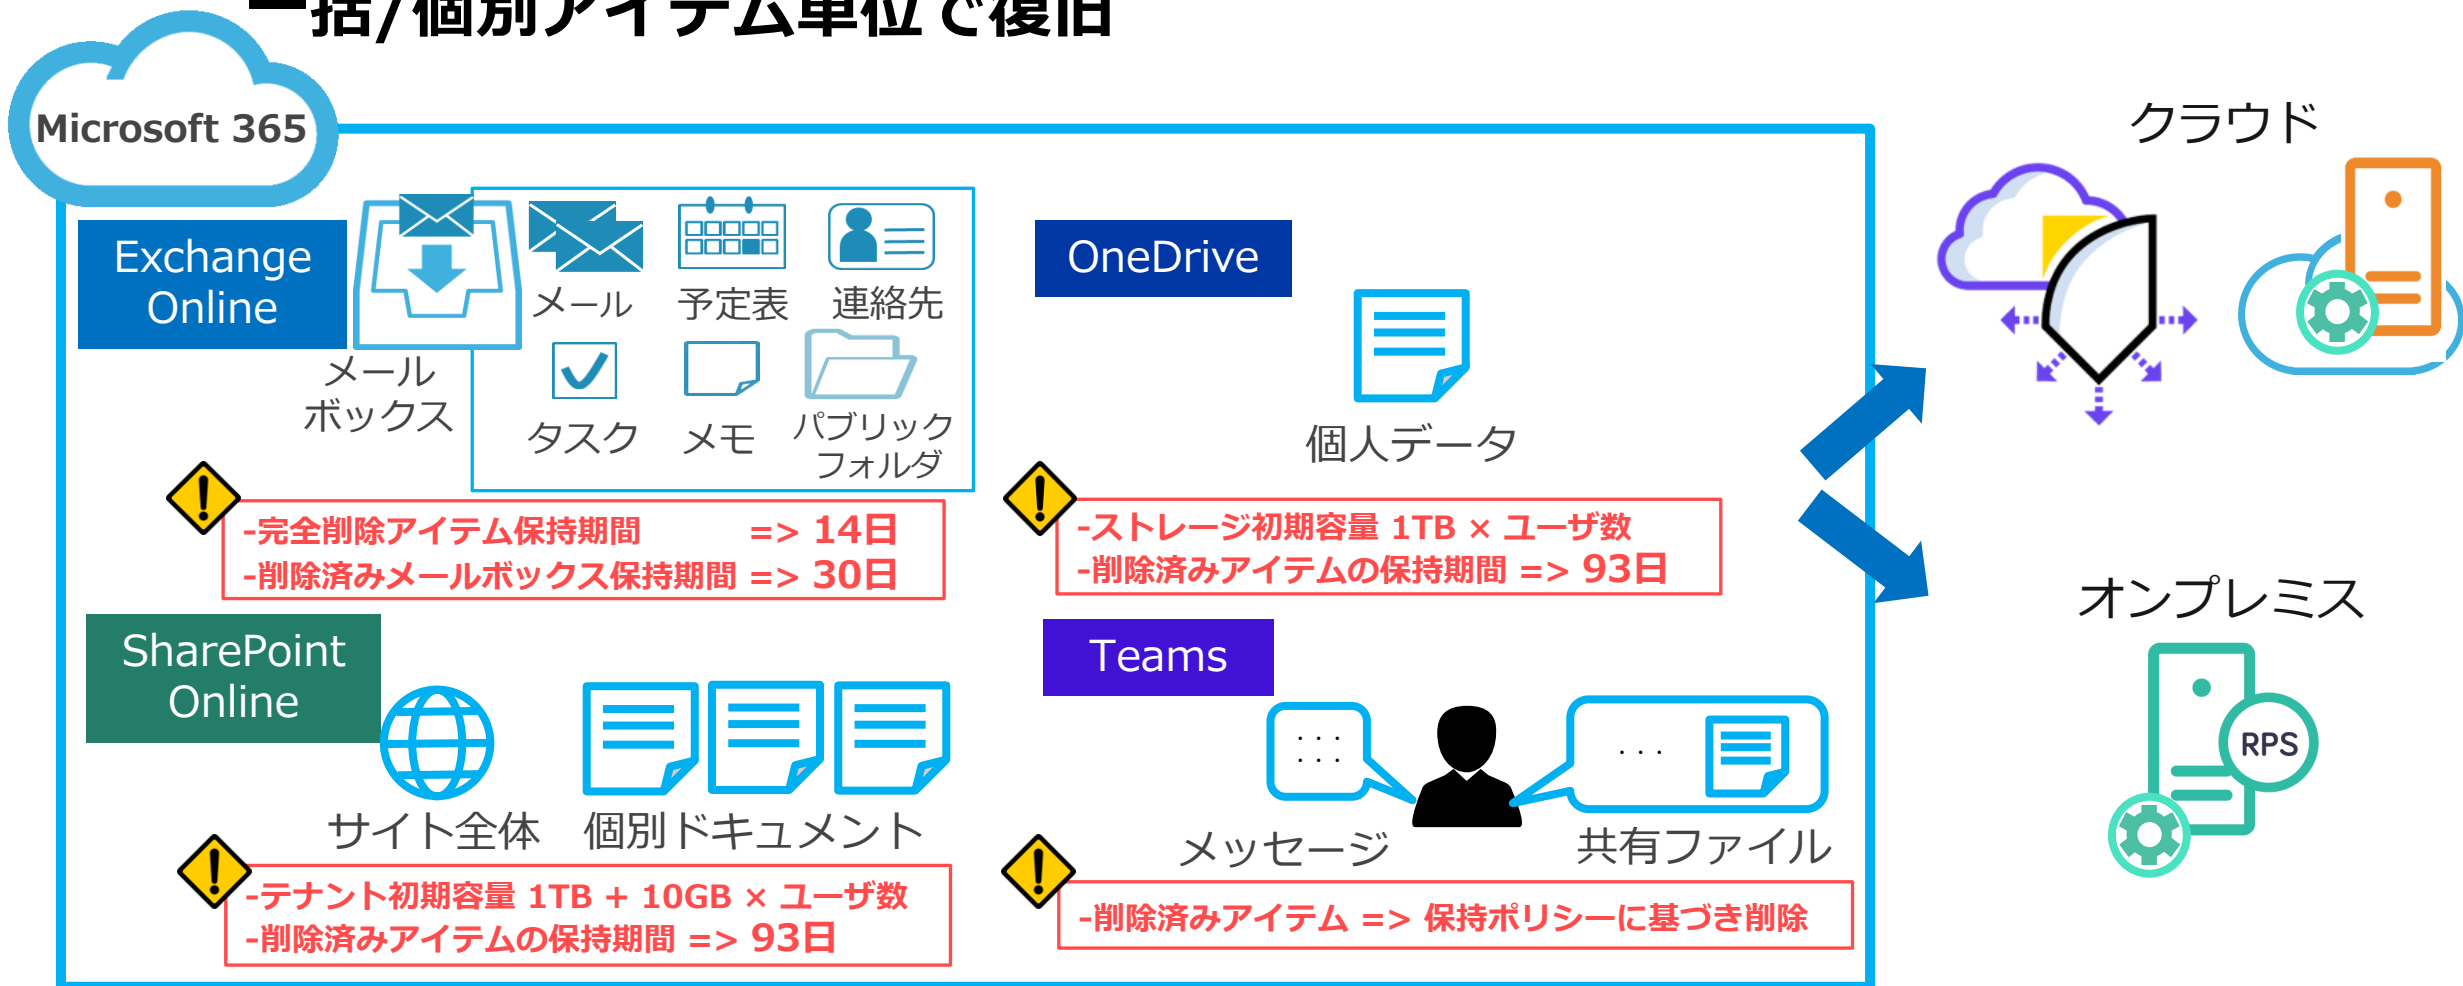 一括/個別アイテム単位で復旧
Microsoft 365
クラウド
Exchange
Online
メール
予定表
連絡先
OneDrive
メール
ボックス
タスク
メモ
パブリック
フォルダ
個人データ
-完全削除アイテム保持期間 => 14日
-削除済みメールボックス保持期間 => 30日
-ストレージ初期容量 1TB × ユーザ数
-削除済みアイテムの保持期間 => 93日
オンプレミス
SharePoint
Online
Teams
. . .
. . .
. . .
RPS
サイト全体
個別ドキュメント
メッセージ
共有ファイル
-テナント初期容量 1TB + 10GB × ユーザ数
-削除済みアイテムの保持期間 => 93日
-削除済みアイテム => 保持ポリシーに基づき削除